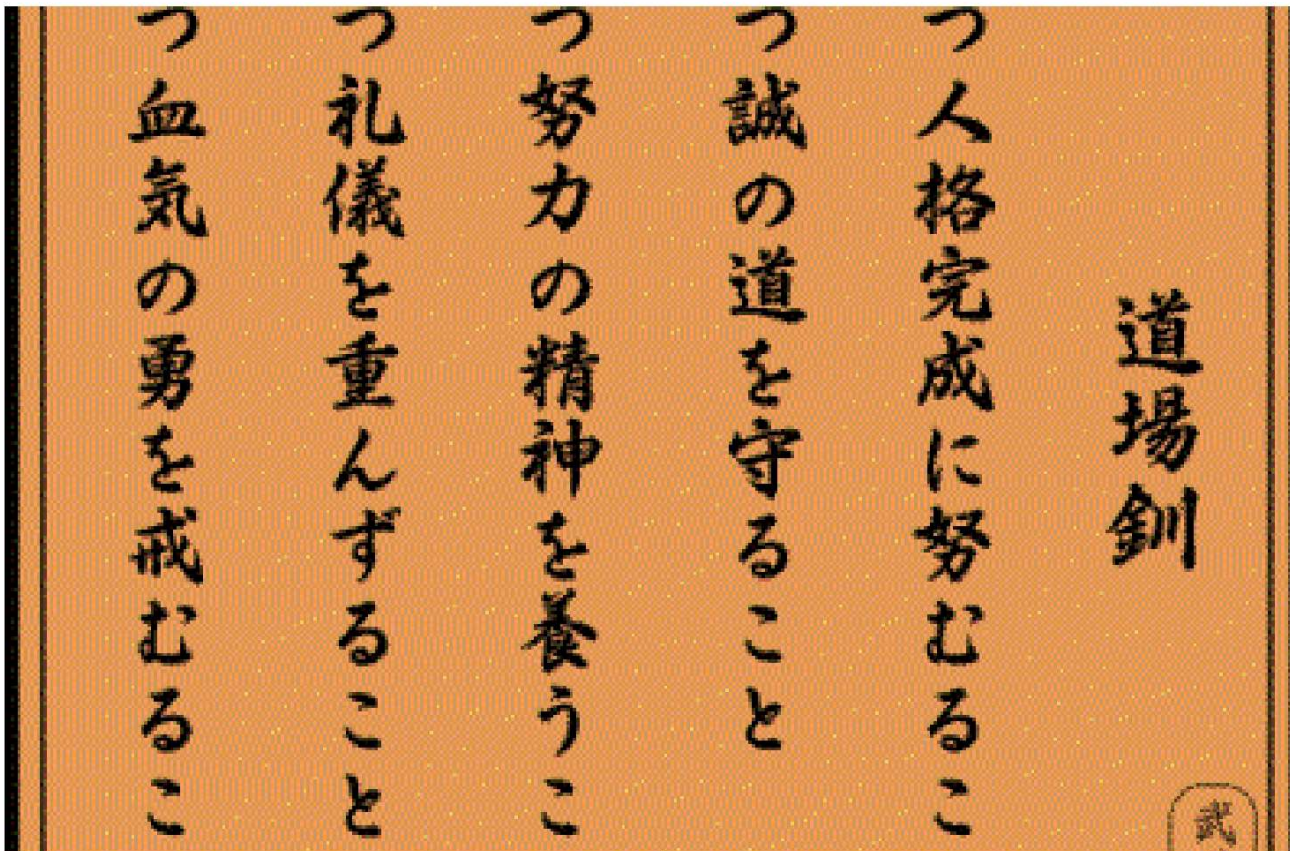 道場釧
つ人格完成に努むるこ
つ誠の道を守ること
つ努力の精神を養うこ
つ礼儀を重んずること
つ血気の勇を戒むるこ
武